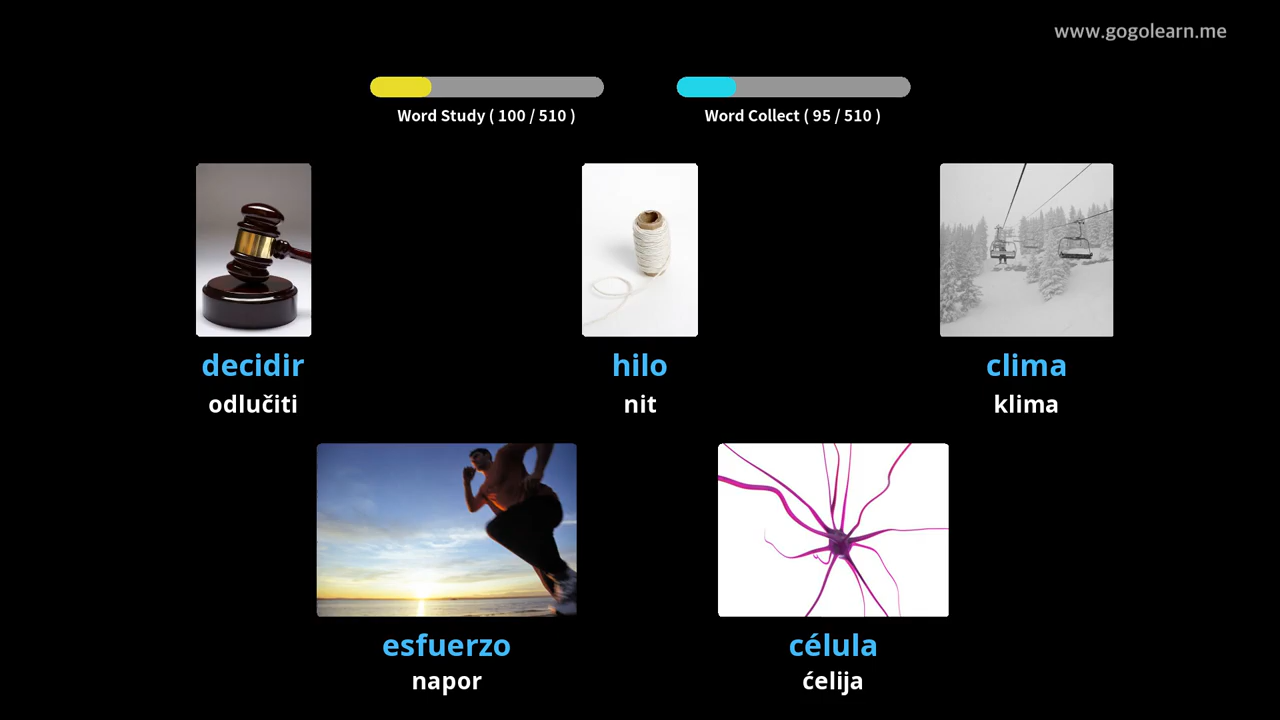 www.gogolearn.me
Word Study ( 100 / 510 )
Word Collect ( 95 / 510 )
decidir
odlučiti
hilo
nit
clima
klima
esfuerzo
napor
célula
ćelija